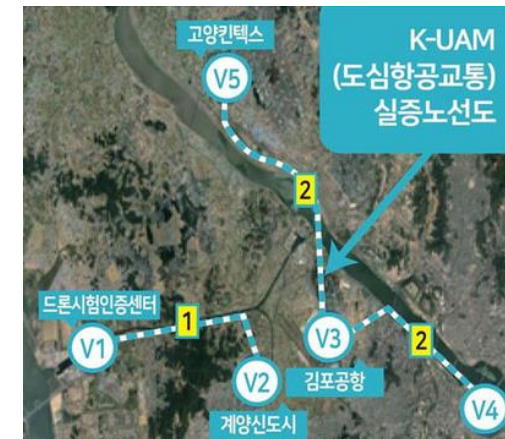 고양킨텍스
V5
K-UAM
(도심항공교통)
실증노선도
2
드론시험인증센터
1
V1
V3
2
V2
김포공항
계양신도시
V4